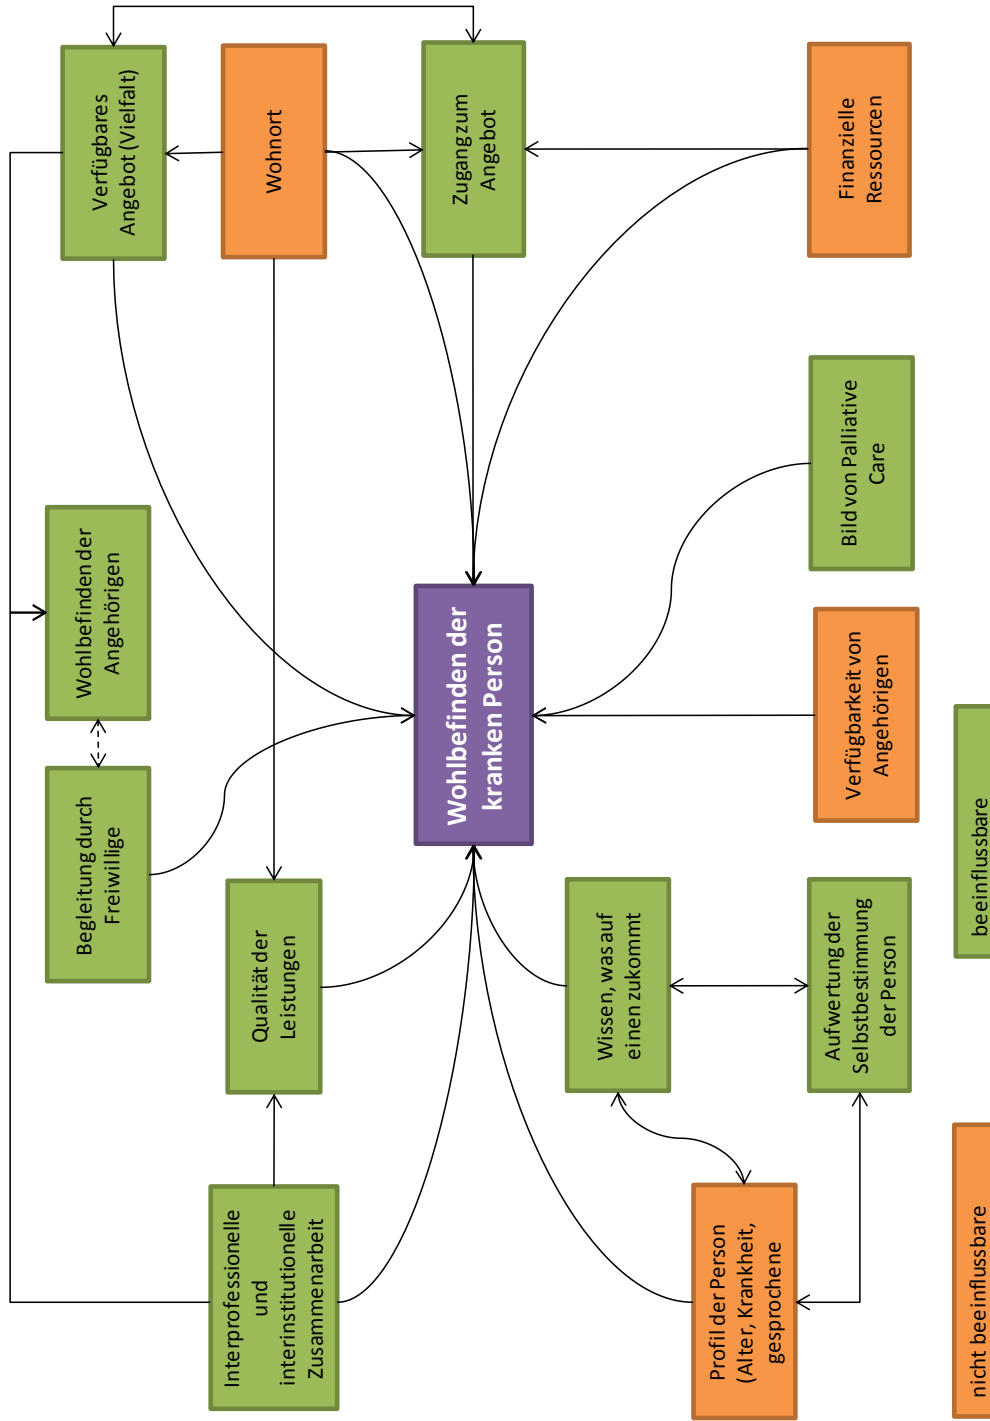 Interprofessionelle
und
interinstitutionelle
Zusammenarbeit
Begleitung durch
Freiwillige
Wohlbefinden der
Angehörigen
Verfügbares
Angebot (Vielfalt)
Qualität der
Leistungen
Wohnort
Wohlbefinden der
kranken Person
Zugang zum
Angebot
Wissen, was auf
einen zukommt
Profil der Person
(Alter, Krankheit,
gesprochene
Aufwertung der
Selbstbestimmung
der Person
Verfügbarkeit von
Angehörigen
Bild von Palliative
Care
Finanzielle
Ressourcen
nicht beeinflussbare
beeinflussbare